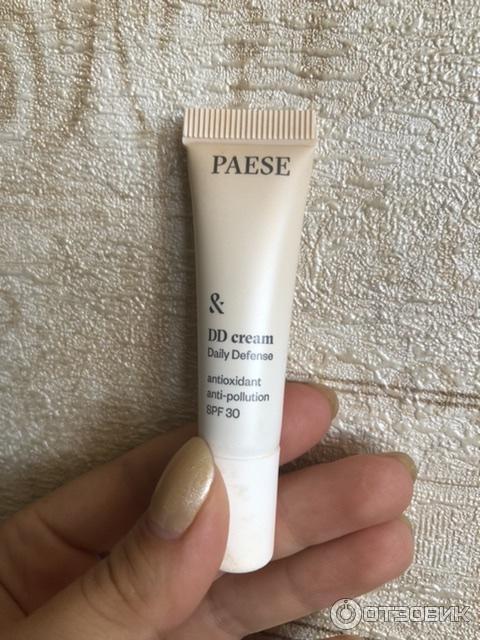 PAESE
&
DD cream
Daily Defense
antioxidant
anti-pollution
SPF 30
ОТЗОВИК